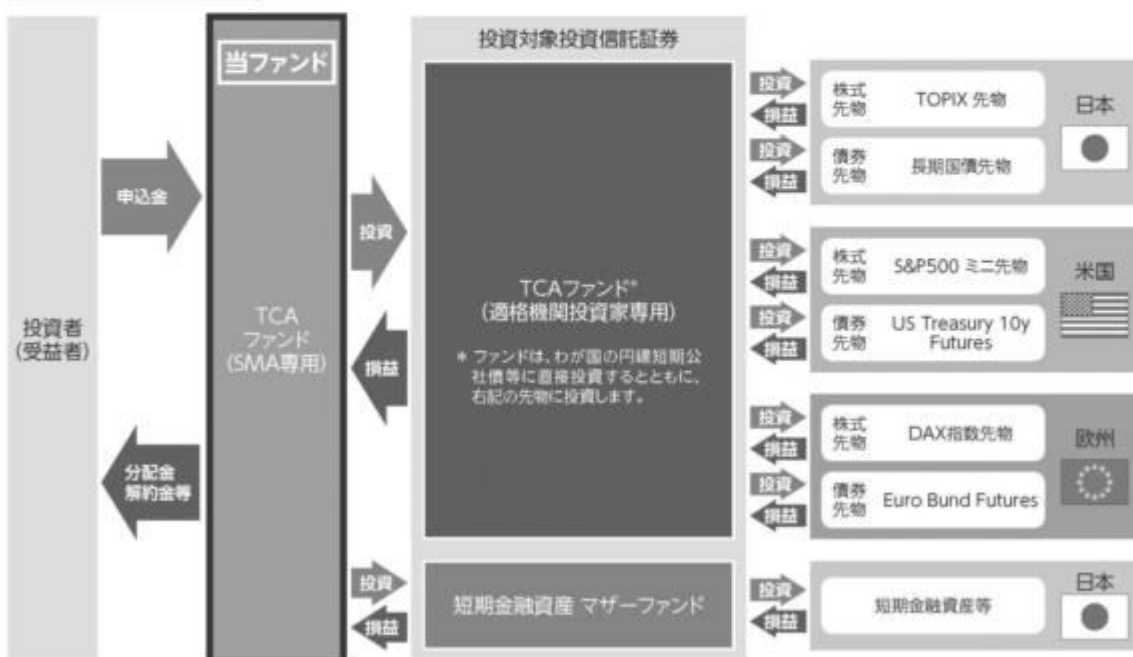 投資者
(受益者)
申込金
分配金
解約金等
当ファンド
TCA
ファンド
(SMA専用)
投資
損益
投資
損益
投資対象投資信託証券
TCAファンド*
(適格機関投資家専用)
* ファンドは、わが国の円建短期公
社債等に直接投資するとともに、
右記の先物に投資します。
短期金融資産 マザーファンド
投資
損益
投資
損益
株式
先物
TOPIX 先物
債券
先物
長期国債先物
日本
投資
損益
投資
損益
株式
先物
S&P500 ミニ先物
債券
先物
US Treasury 10y
Futures
米国
投資
損益
投資
損益
株式
先物
DAX指数先物
債券
先物
Euro Bund Futures
欧州
投資
損益
短期金融資産等
日本